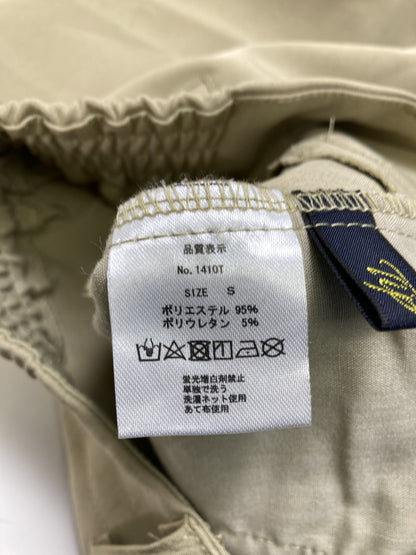 品質表示
No. 1410T
SIZE S
ポリエステル 95%
ポリウレタン 5%
蛍光増白剤禁止
単独で洗う
洗濯ネット使用
あて布使用